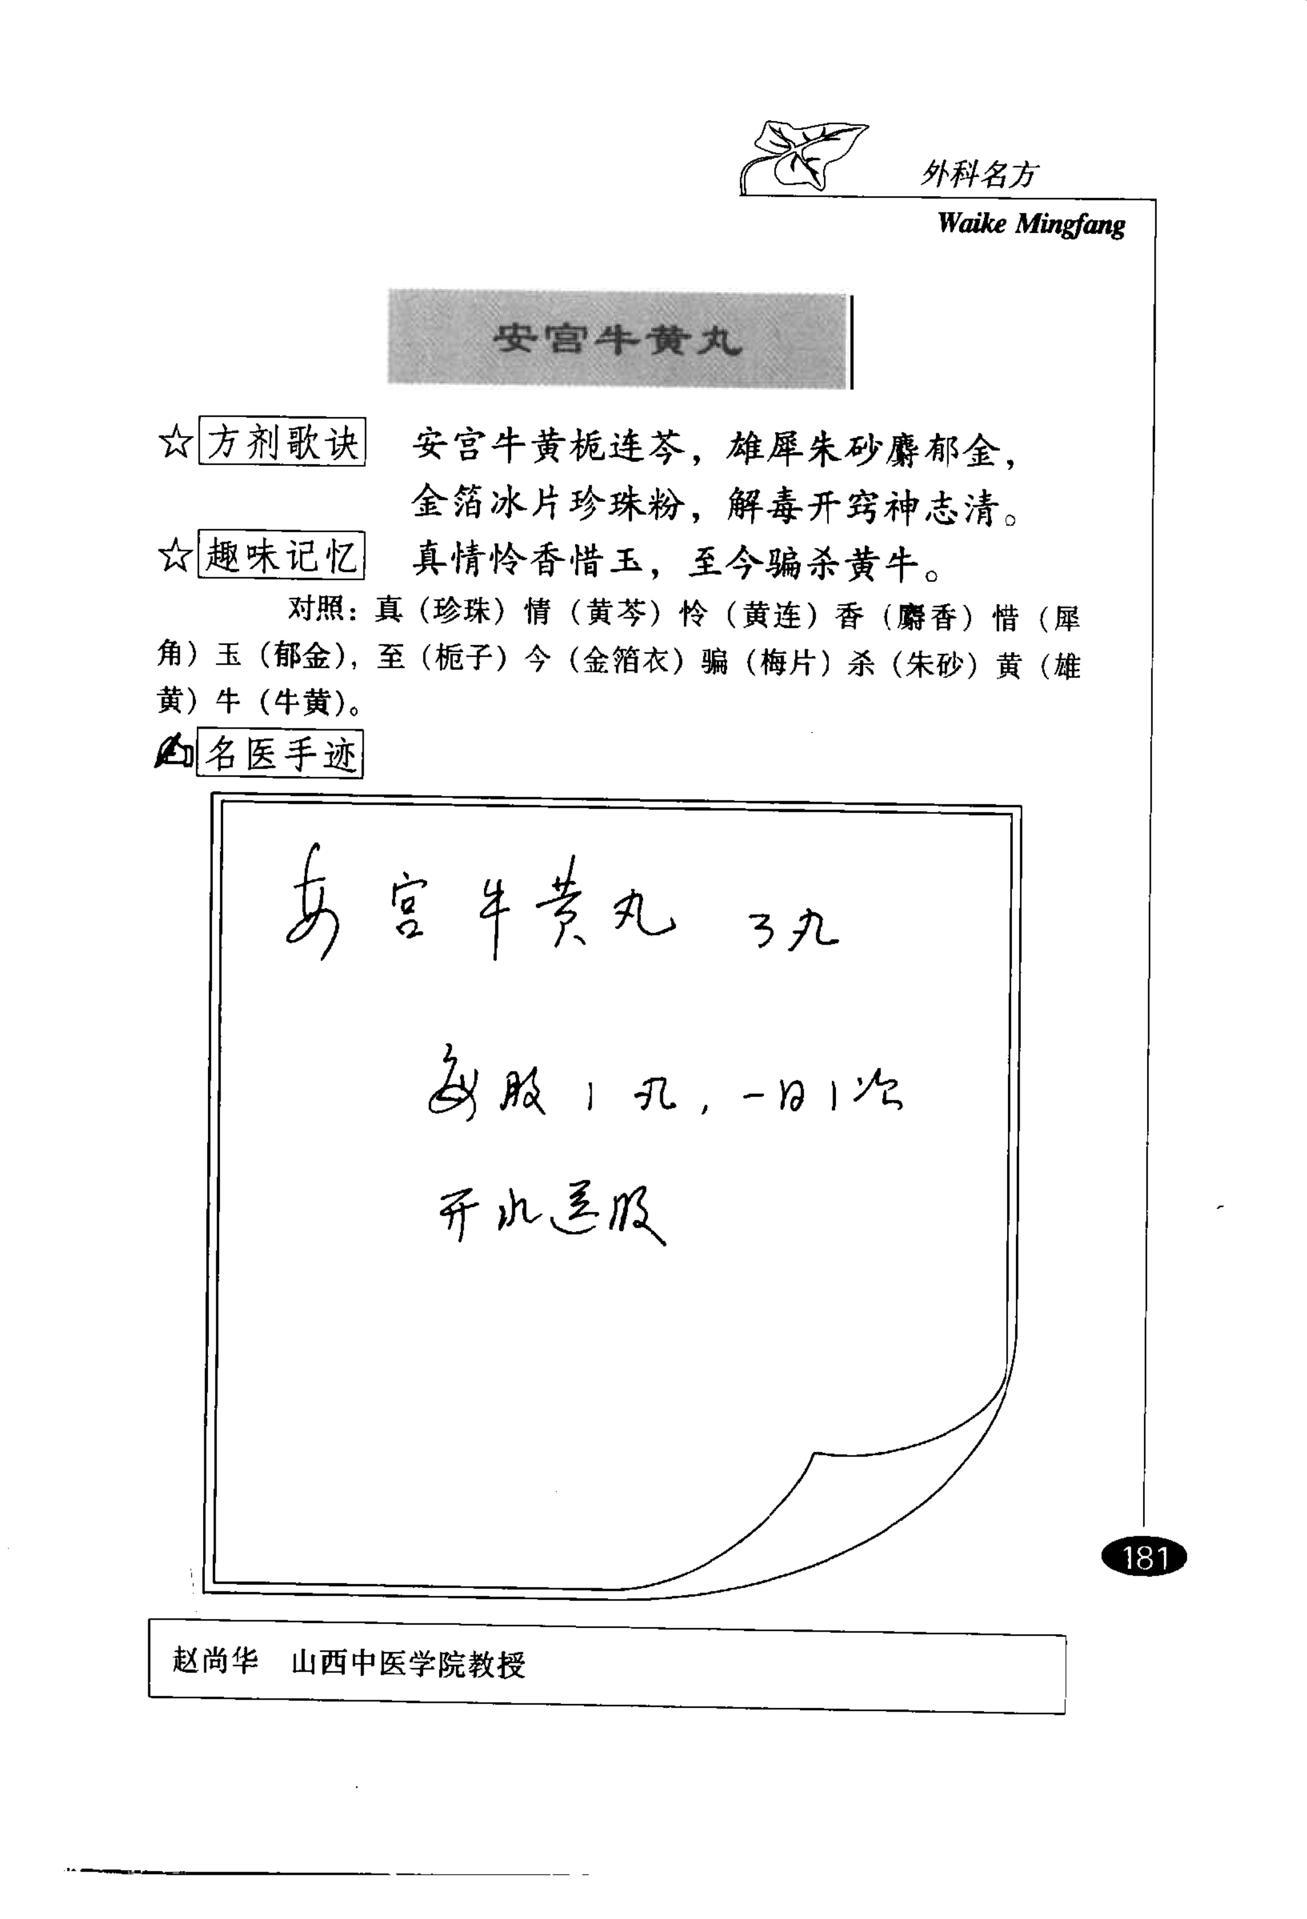 外科名方
Waike Mingfang
安宫牛黄丸
☆方剂歌诀 安宫牛黄栀连芩，雄犀朱砂麝郁金，
金箔冰片珍珠粉，解毒开窍神志清。
☆趣味记忆 真情怜香惜玉，至今骗杀黄牛。
对照：真（珍珠）情（黄芩）怜（黄连）香（麝香）惜（犀
角）玉（郁金），至（栀子）今（金箔衣）骗（梅片）杀（朱砂）黄（雄
黄）牛（牛黄）。
名医手迹
安宫牛黄丸 3丸
每服1丸，一日1次
开水送服
181
赵尚华 山西中医学院教授